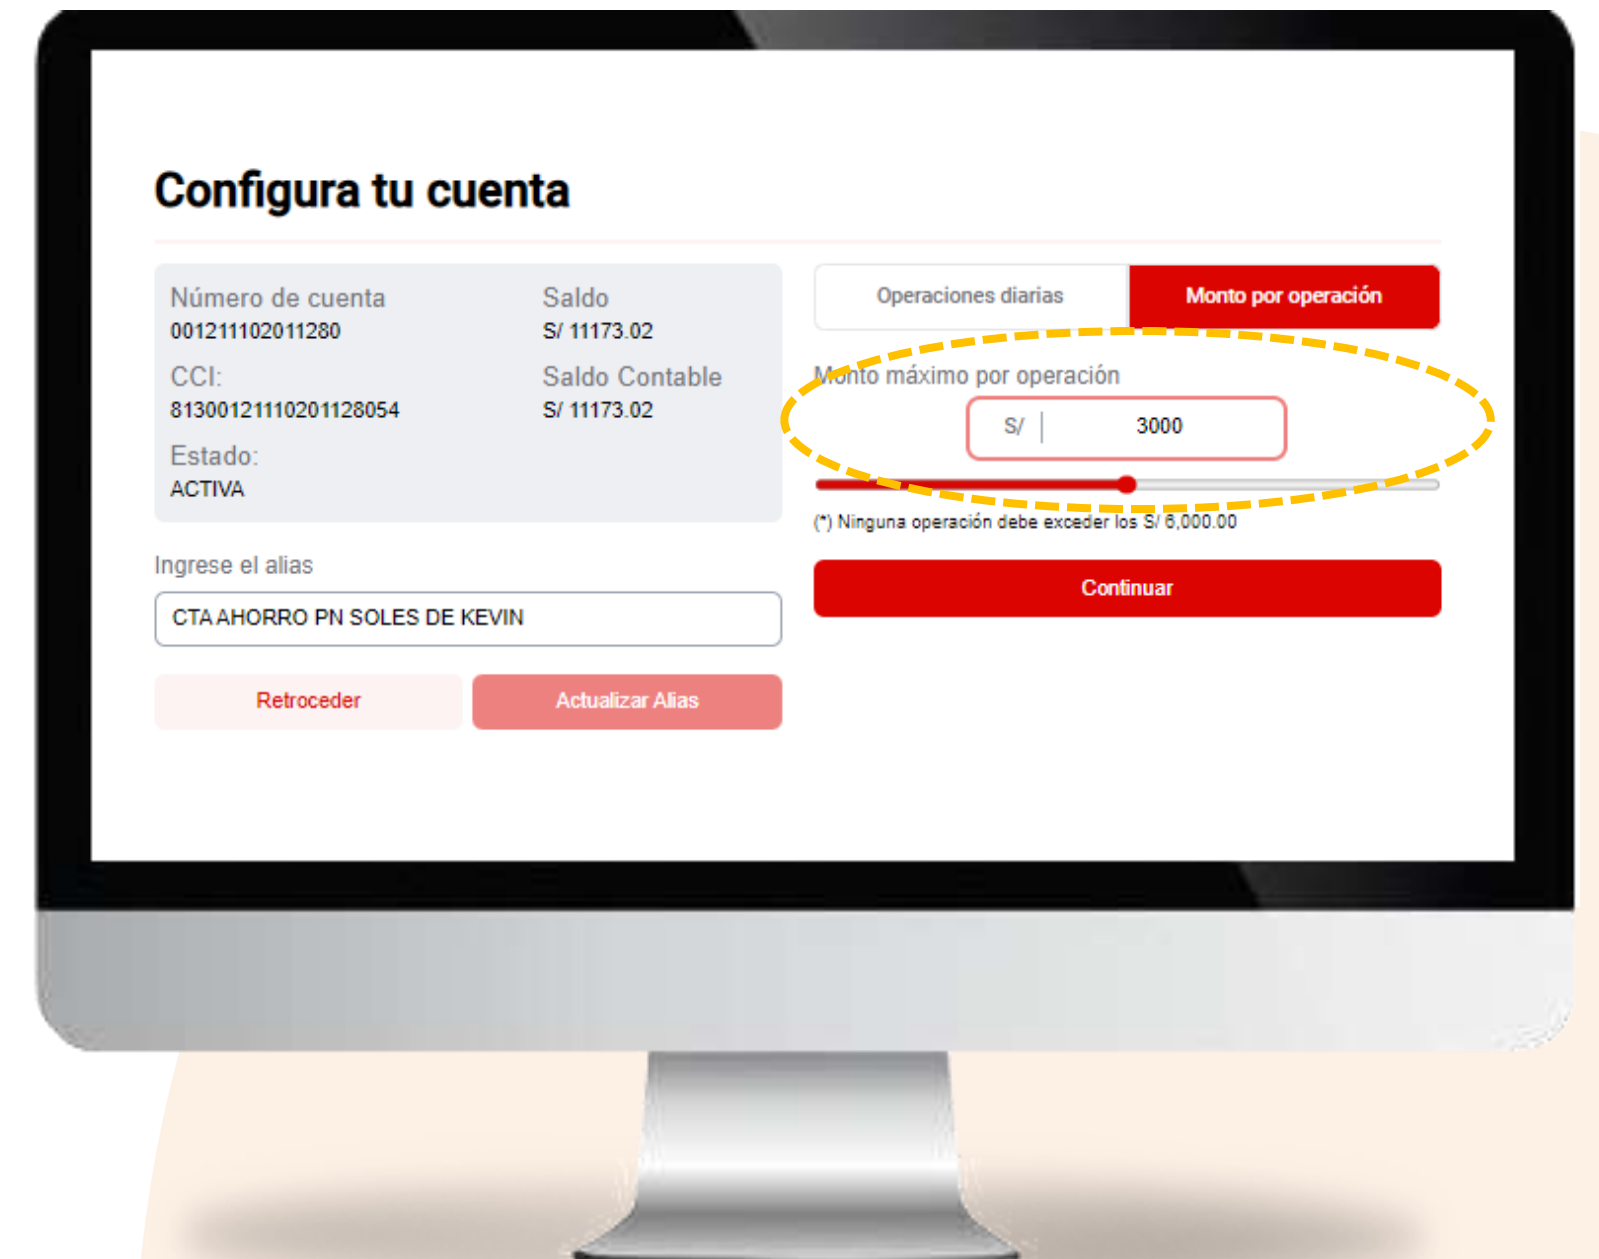 Configura tu cuenta
Número de cuenta
001211102011280
Saldo
S/ 11173.02
CCI:
81300121110201128054
Saldo Contable
S/ 11173.02
Estado:
ACTIVA
Ingrese el alias
CTA AHORRO PN SOLES DE KEVIN
Retroceder
Actualizar Alias
Operaciones diarias
Monto por operación
Monto máximo por operación
S/ 3000
(*) Ninguna operación debe exceder los S/ 6,000.00
Continuar